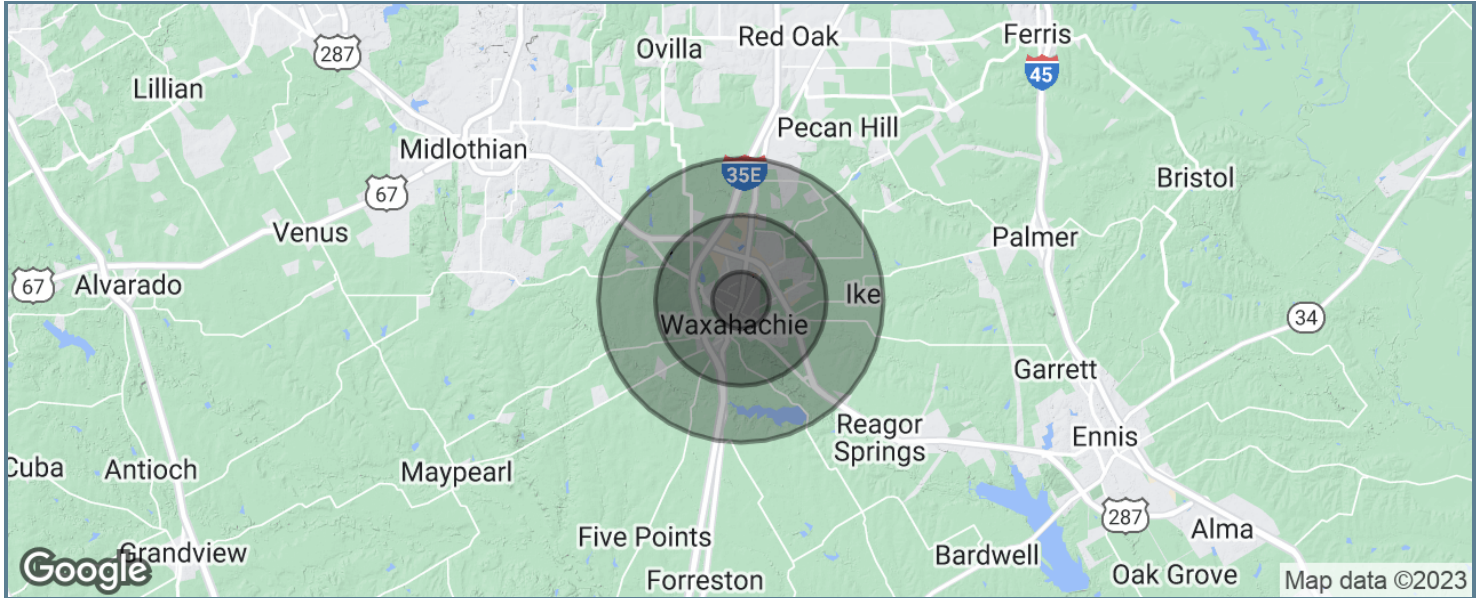 Ovilla
Red Oak
Ferris
287
45
Lillian
Pecan Hill
Midlothian
35E
67
Bristol
Venus
Palmer
67
Alvarado
Ike
Waxahachie
34
Garrett
Reagor
Springs
Ennis
Cuba
Antioch
Maypearl
287
Alma
Five Points
Bardwell
Grandview
Google
Forreston
Oak Grove
Map data ©2023